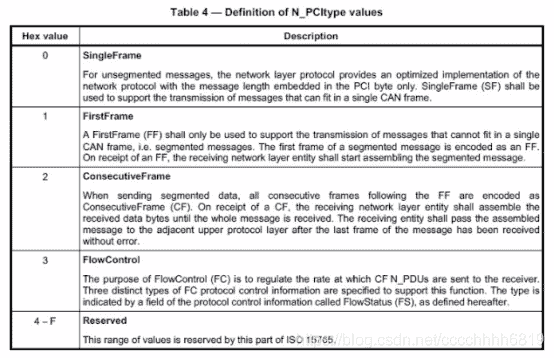 Table 4 — Definition of N_PCItype values
Hex value Description
0 SingleFrame
For unsegmented messages, the network layer protocol provides an optimized implementation of the
network protocol with the message length embedded in the PCI byte only. SingleFrame (SF) shall be
used to support the transmission of messages that can fit in a single CAN frame.
1 FirstFrame
A FirstFrame (FF) shall only be used to support the transmission of messages that cannot fit in a single
CAN frame, i.e. segmented messages. The first frame of a segmented message is encoded as an FF.
On receipt of an FF, the receiving network layer entity shall start assembling the segmented message.
2 ConsecutiveFrame
When sending segmented data, all consecutive frames following the FF are encoded as
ConsecutiveFrame (CF). On receipt of a CF, the receiving network layer entity shall assemble the
received data bytes until the whole message is received. The receiving entity shall pass the assembled
message to the adjacent upper protocol layer after the last frame of the message has been received
without error.
3 FlowControl
The purpose of FlowControl (FC) is to regulate the rate at which CF N_PDUs are sent to the receiver.
Three distinct types of FC protocol control information are specified to support this function. The type is
indicated by a field of the protocol control information called FlowStatus (FS), as defined hereafter.
4 – F Reserved
This range of values is reserved by this part of ISO 15765.
blog.csdn.net/cccchhhh6819